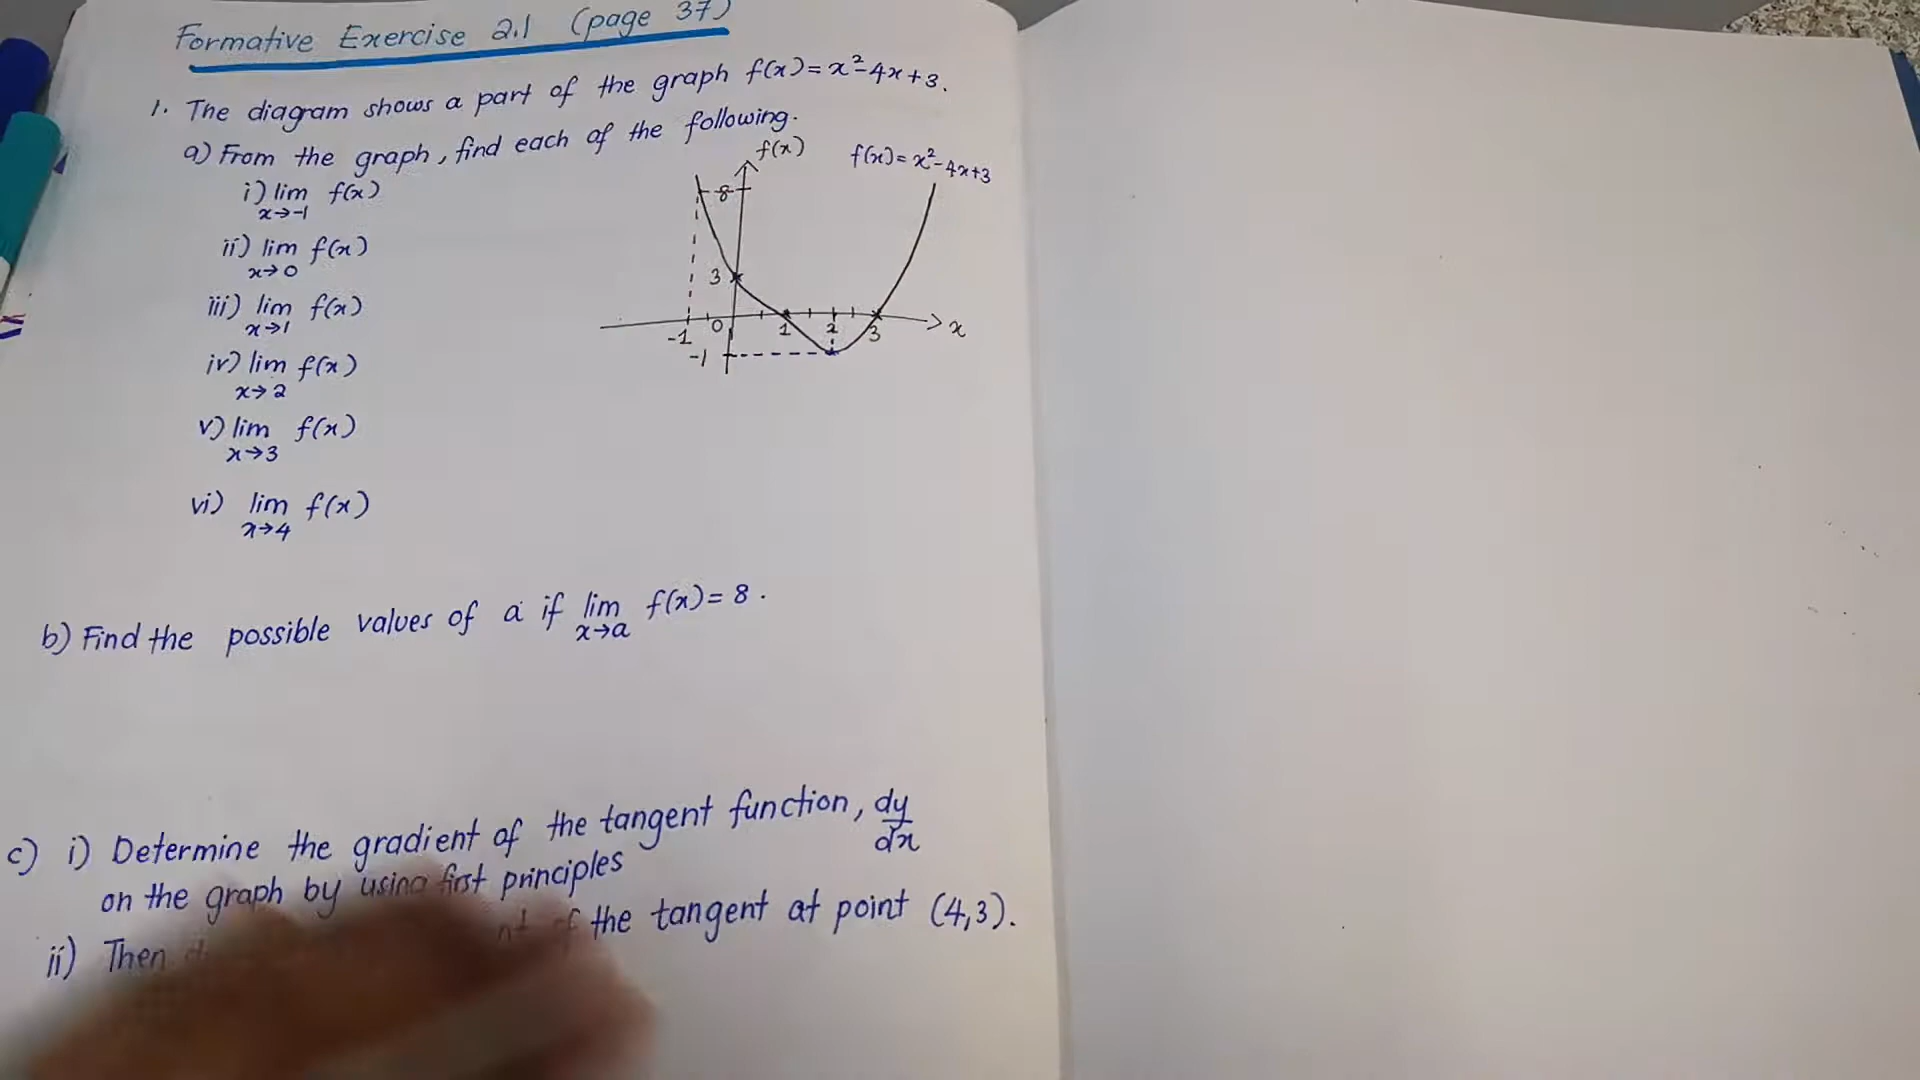 Formative Exercise 2.1 (page 37)
1. The diagram shows a part of the graph f(x) = x²-4x+3.
a) From the graph, find each of the following.
i) lim f(x)
x→-1
ii) lim f(x)
x→0
iii) lim f(x)
x→1
iv) lim f(x)
x→2
v) lim f(x)
x→3
vi) lim f(x)
x→4
f(x)
f(x) = x²-4x+3
8
3
-1 0 1 2 3 x
-1
b) Find the possible values of a if lim f(x) = 8.
x→a
c) i) Determine the gradient of the tangent function, dy
dx
on the graph by using first principles
ii) Then of the tangent at point (4,3).